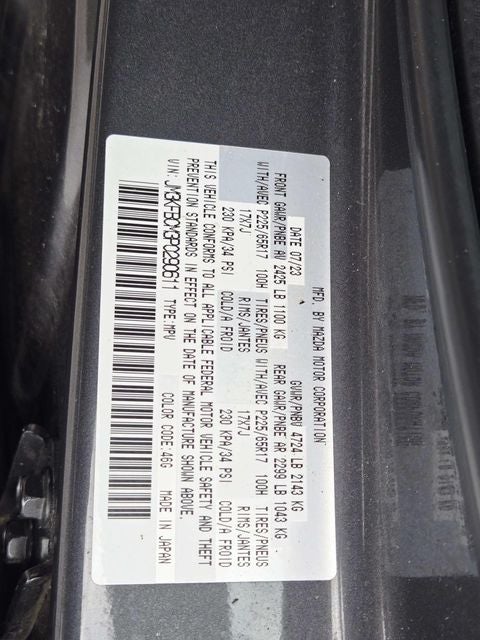 MFD. BY MAZDA MOTOR CORPORATION
DATE 07/23 GVWR/PNBV 4724 LB 2143 KG
FRONT GAWR/PNBE AV 2425 LB 1100 KG REAR GAWR/PNBE AR 2299 LB 1043 KG
WITH/AVEC P225/65R17 100H TIRES/PNEUS WITH/AVEC P225/65R17 100H TIRES/PNEUS
17X7J RIMS/JANTES 17X7J RIMS/JANTES
230 KPA/34 PSI COLD/A FROID 230 KPA/34 PSI COLD/A FROID
THIS VEHICLE CONFORMS TO ALL APPLICABLE FEDERAL MOTOR VEHICLE SAFETY AND THEFT
PREVENTION STANDARDS IN EFFECT ON THE DATE OF MANUFACTURE SHOWN ABOVE.
VIN: JM3KFBCM3P0290611 TYPE:MPV COLOR CODE:46G MADE IN JAPAN